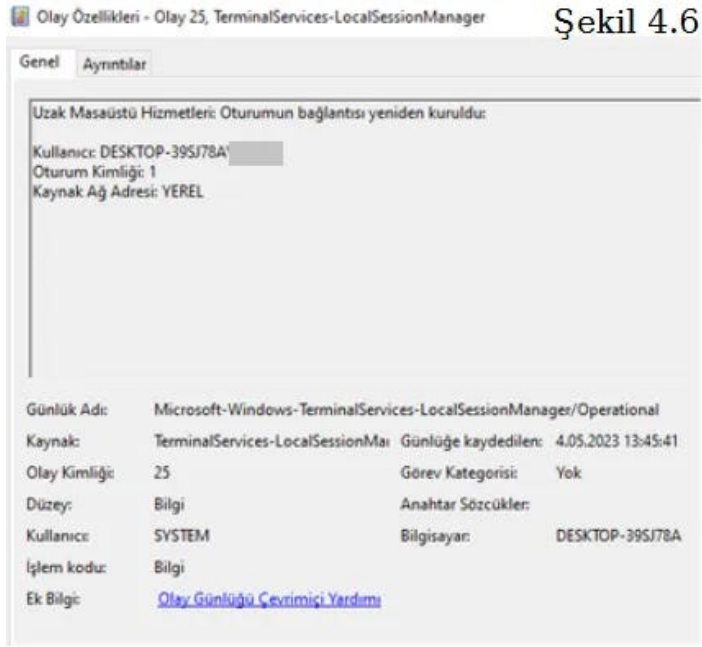 Olay Özellikleri - Olay 25, TerminalServices-LocalSessionManager
Şekil 4.6
Genel Ayrıntılar
Uzak Masaüstü Hizmetleri: Oturumun bağlantısı yeniden kuruldu:
Kullanıcı: DESKTOP-39SJ78A\
Oturum Kimliği: 1
Kaynak Ağ Adresi: YEREL
Günlük Adı: Microsoft-Windows-TerminalServices-LocalSessionManager/Operational
Kaynak: TerminalServices-LocalSessionMar Günlüğe kaydedilen: 4.05.2023 13:45:41
Olay Kimliği: 25 Görev Kategorisi: Yok
Düzey: Bilgi Anahtar Sözcükler:
Kullanıcı: SYSTEM Bilgisayar: DESKTOP-39SJ78A
İşlem kodu: Bilgi
Ek Bilgi: Olay Günlüğü Çevrimiçi Yardımı